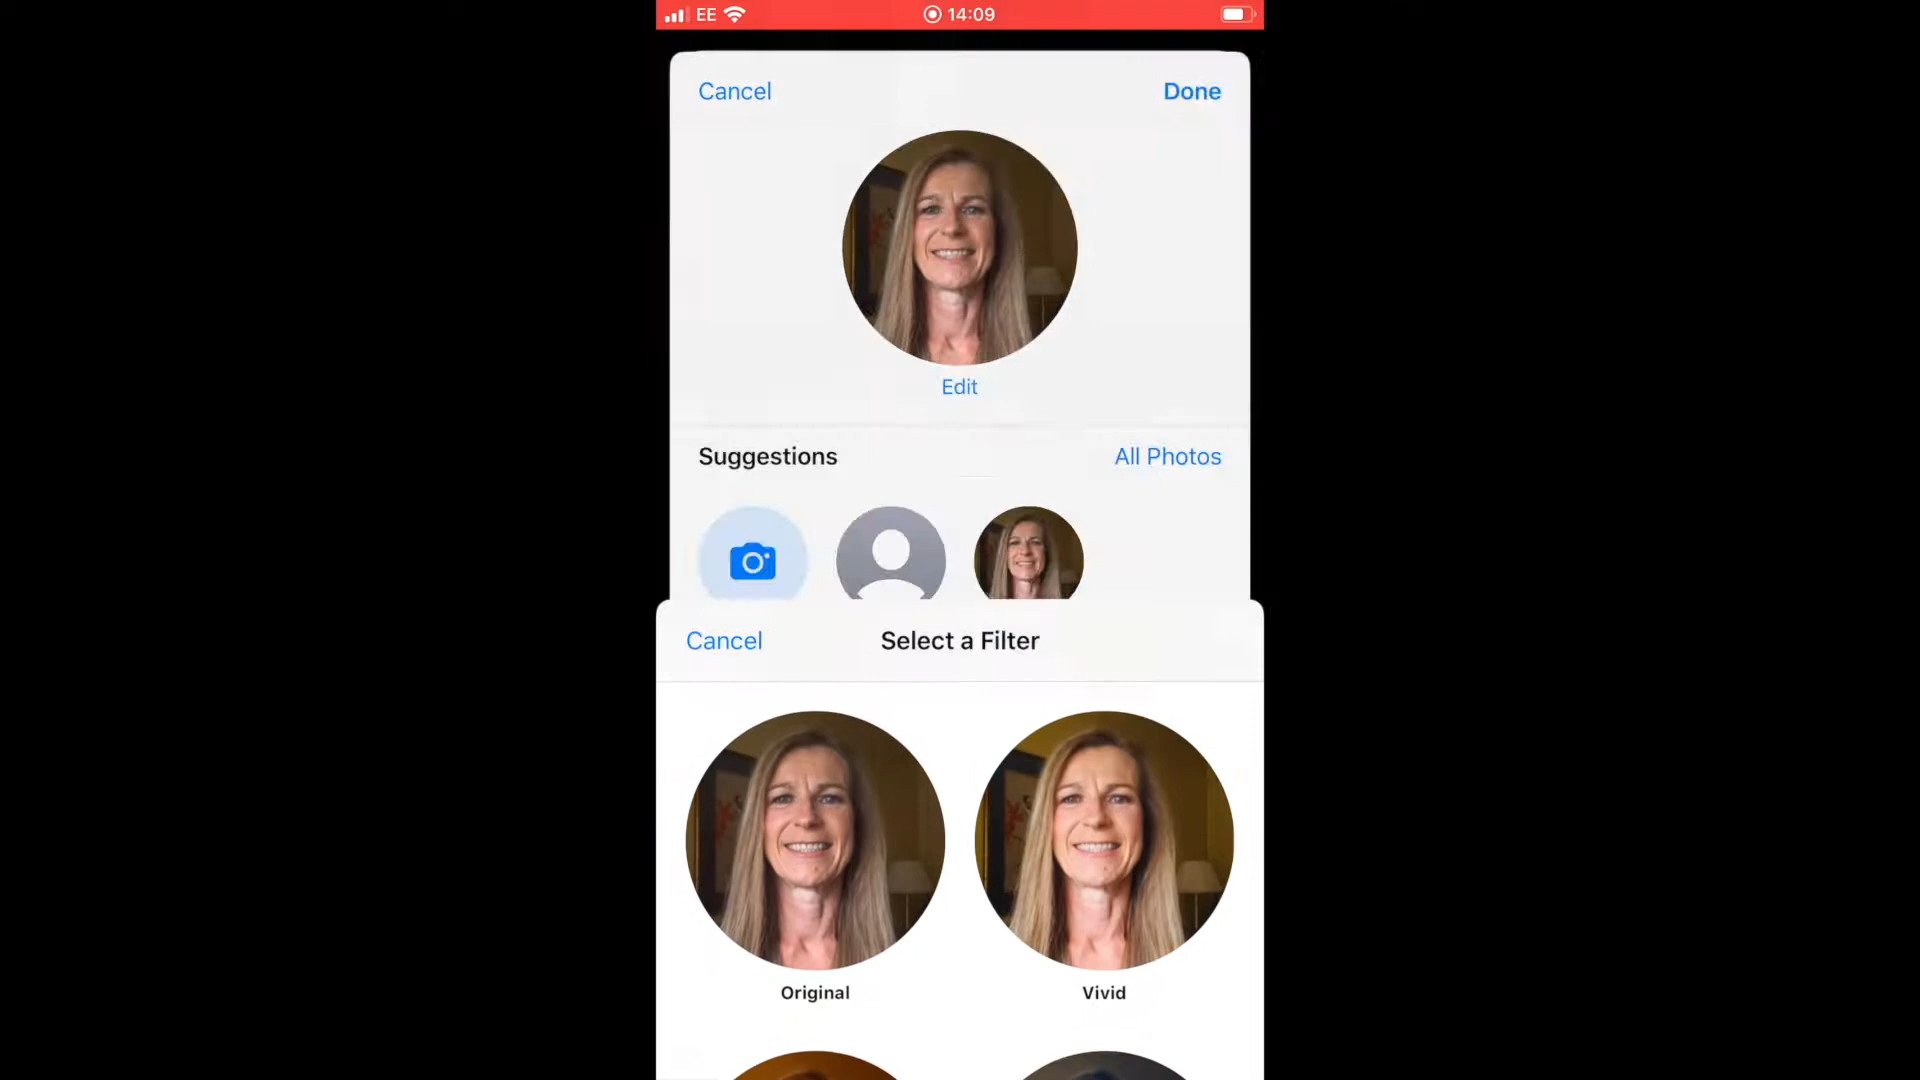 EE 14:09
Cancel Done
Edit
Suggestions All Photos
Cancel Select a Filter
Original Vivid